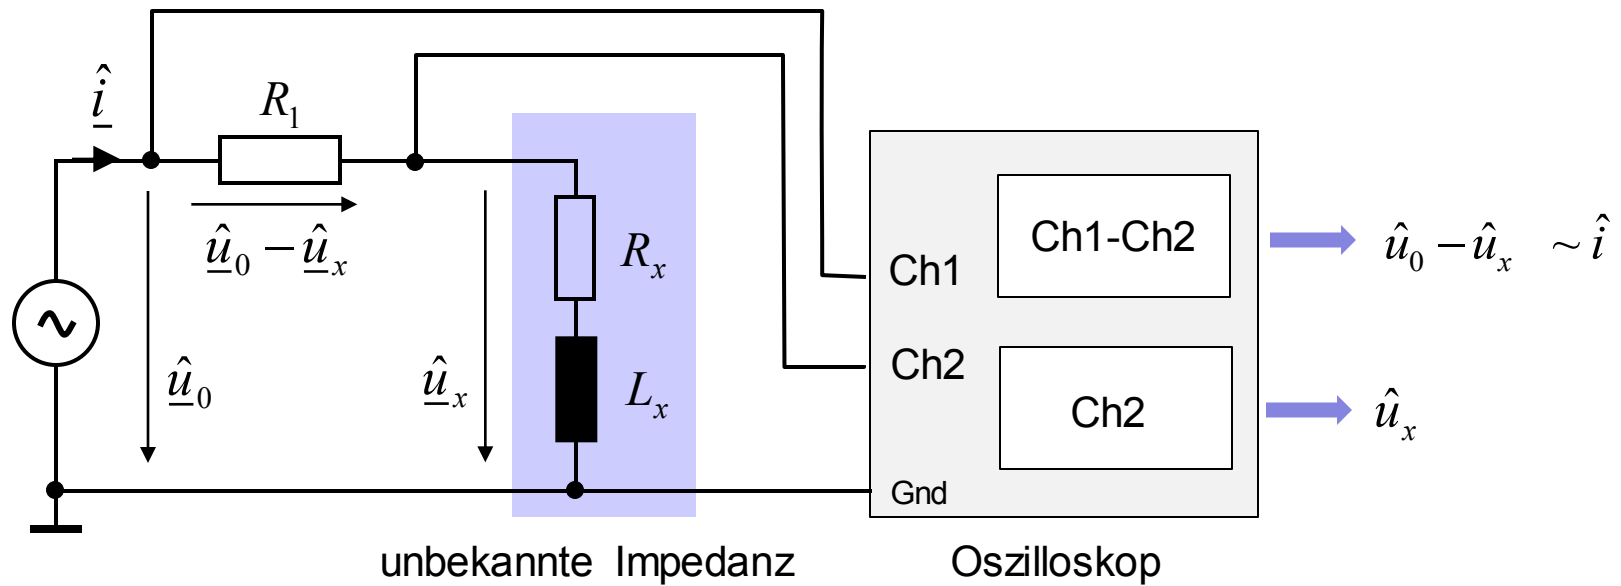 î
R₁
û₀ − ûₓ
û₀
ûₓ
Rₓ
Lₓ
Ch1
Ch2
Gnd
Ch1-Ch2
Ch2
û₀ − ûₓ ~ î
ûₓ
unbekannte Impedanz
Oszilloskop